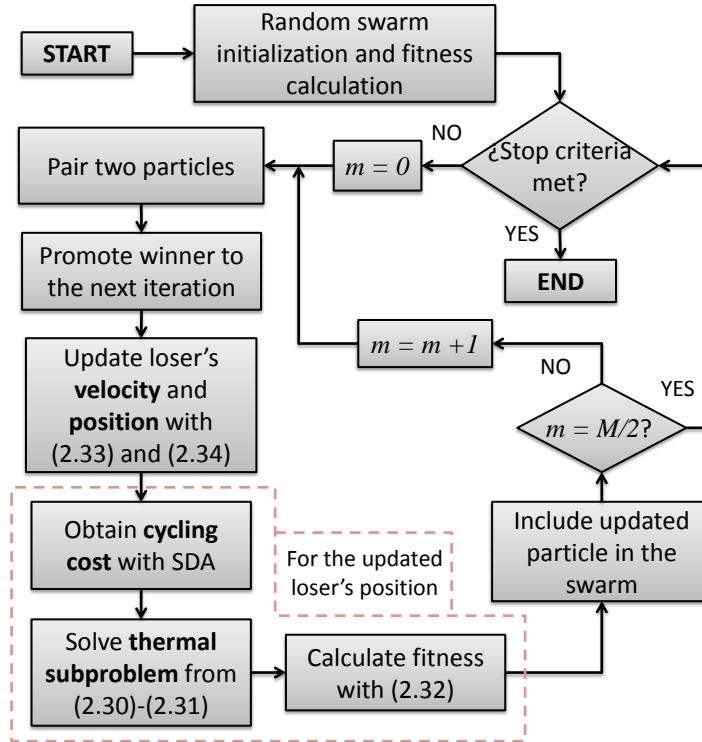 START
Random swarm
initialization and fitness
calculation
¿Stop criteria
met?
NO
YES
END
m = 0
Pair two particles
Promote winner to
the next iteration
Update loser's
velocity and
position with
(2.33) and (2.34)
Obtain cycling
cost with SDA
For the updated
loser's position
Solve thermal
subproblem from
(2.30)-(2.31)
Calculate fitness
with (2.32)
Include updated
particle in the
swarm
m = M/2?
NO
YES
m = m +1